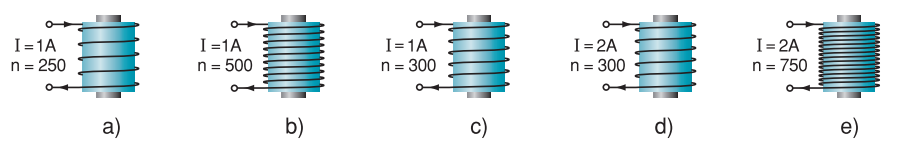 I = 1A
n = 250
a)
I = 1A
n = 500
b)
I = 1A
n = 300
c)
I = 2A
n = 300
d)
I = 2A
n = 750
e)